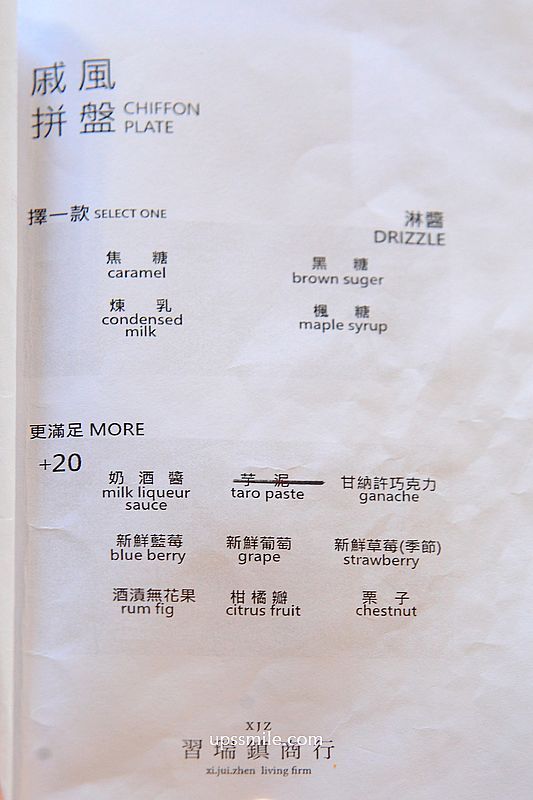 戚風
拼盤 CHIFFON
PLATE
擇一款 SELECT ONE
淋醬
DRIZZLE
焦糖
caramel
黑糖
brown suger
煉乳
condensed
milk
楓糖
maple syrup
更滿足 MORE
+20
奶酒醬
milk liqueur
sauce
芋泥
taro paste
甘納許巧克力
ganache
新鮮藍莓
blue berry
新鮮葡萄
grape
新鮮草莓(季節)
strawberry
酒漬無花果
rum fig
柑橘瓣
citrus fruit
栗子
chestnut
XJZ
upssmile.com
習瑞鎮商行
xi.jui.zhen living firm